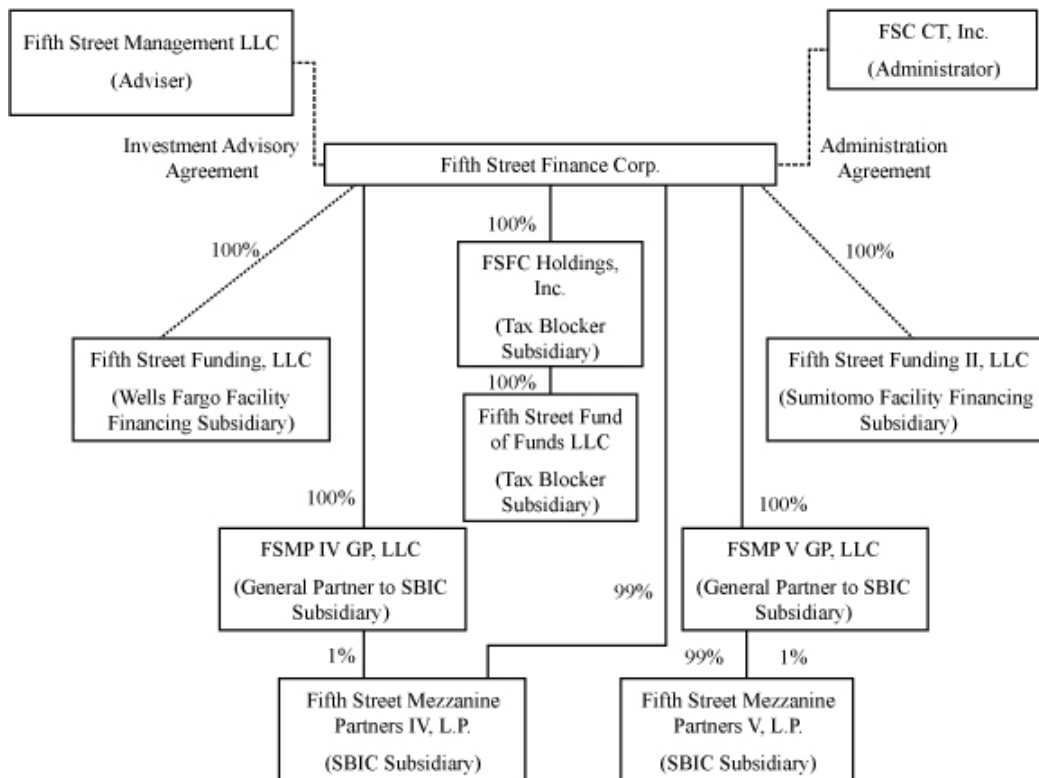 Fifth Street Management LLC
(Adviser)
FSC CT, Inc.
(Administrator)
Investment Advisory
Agreement
Fifth Street Finance Corp.
Administration
Agreement
100%
100%
100%
FSFC Holdings,
Inc.
(Tax Blocker
Subsidiary)
Fifth Street Funding, LLC
(Wells Fargo Facility
Financing Subsidiary)
100%
Fifth Street Fund
of Funds LLC
(Tax Blocker
Subsidiary)
Fifth Street Funding II, LLC
(Sumitomo Facility Financing
Subsidiary)
100%
100%
FSMP IV GP, LLC
(General Partner to SBIC
Subsidiary)
99%
FSMP V GP, LLC
(General Partner to SBIC
Subsidiary)
1%
99%
1%
Fifth Street Mezzanine
Partners IV, L.P.
(SBIC Subsidiary)
Fifth Street Mezzanine
Partners V, L.P.
(SBIC Subsidiary)